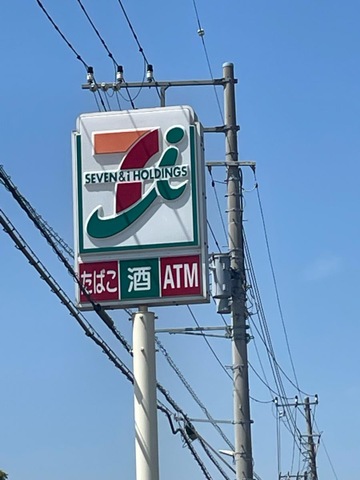 SEVEN & i HOLDINGS
たばこ 酒 ATM